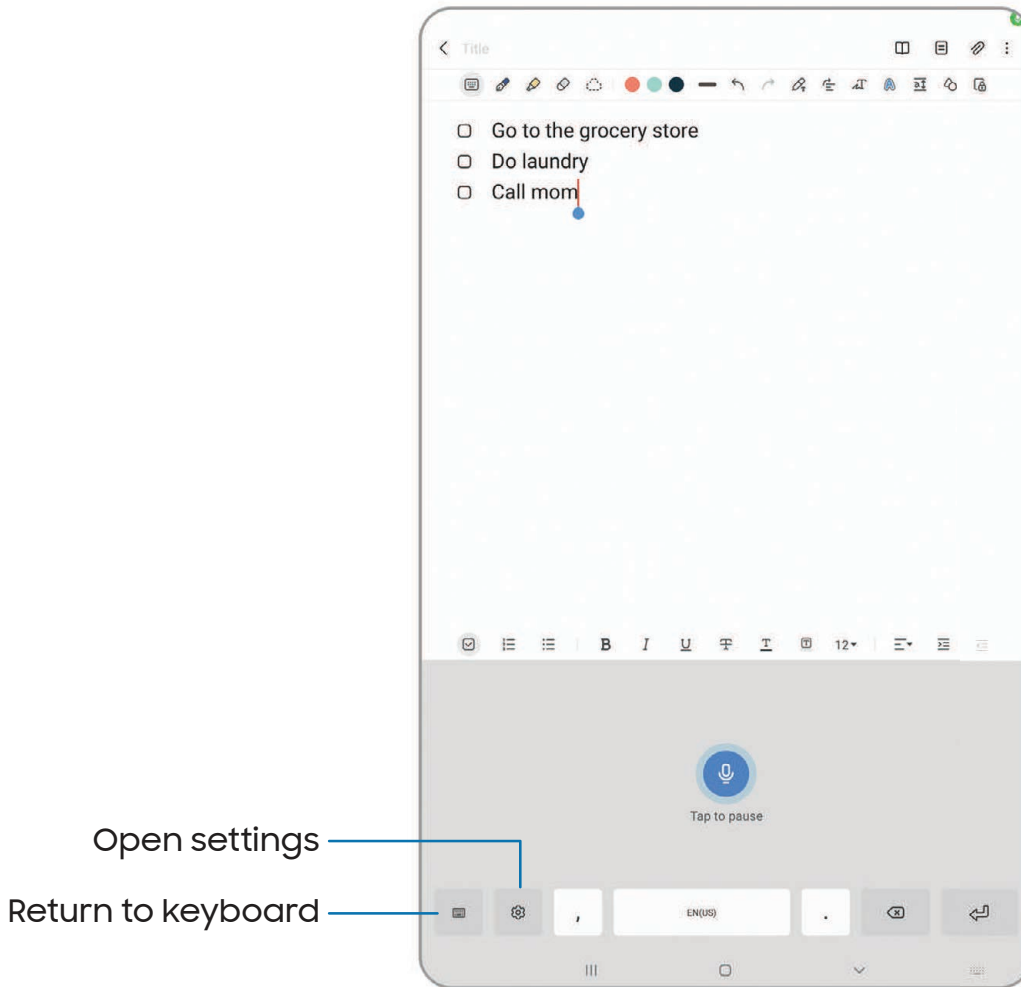 Title
Go to the grocery store
Do laundry
Call mom
B I U T T T 12
Tap to pause
Open settings
Return to keyboard
, EN(US) .